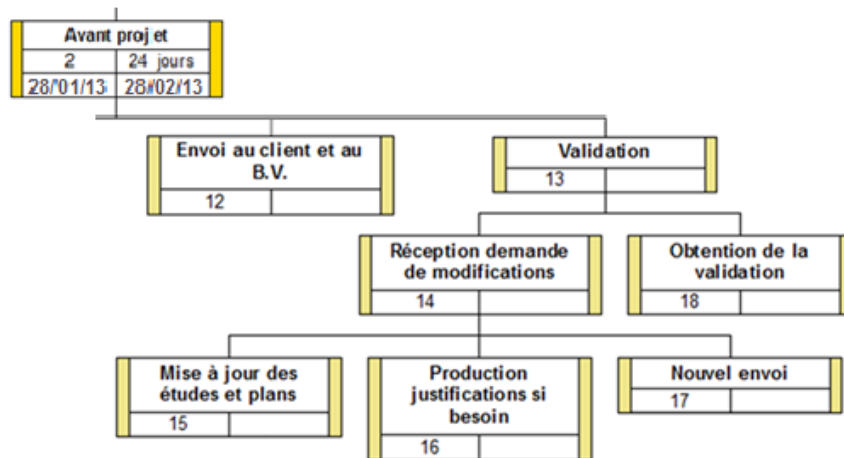 Avant projet
2 24 jours
28/01/13 28/02/13
Envoi au client et au
B.V.
12
Validation
13
Réception demande
de modifications
14
Obtention de la
validation
18
Mise à jour des
études et plans
15
Production
justifications si
besoin
16
Nouvel envoi
17